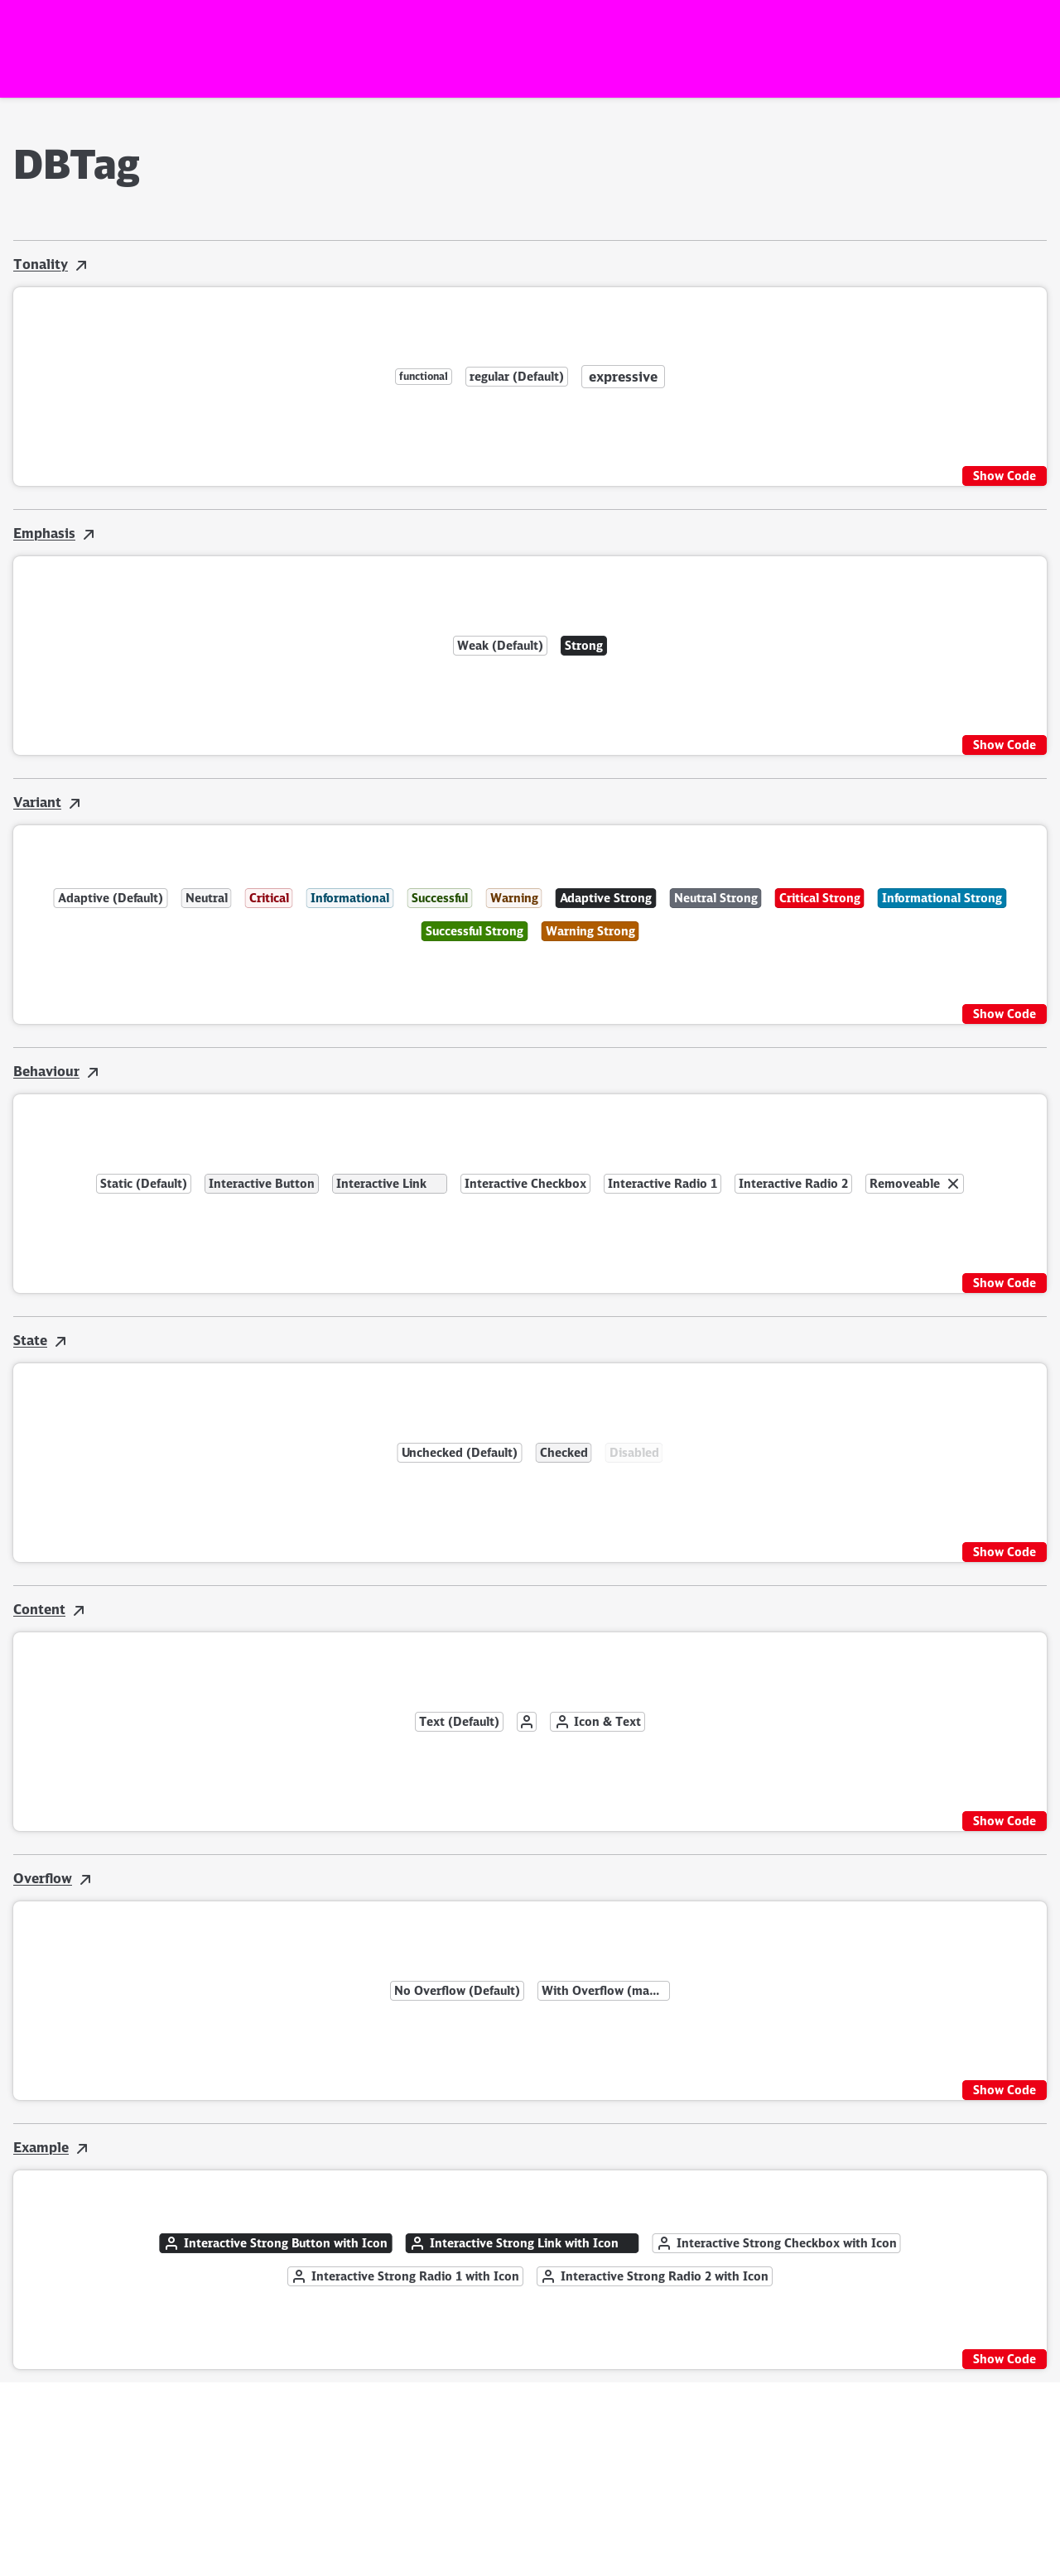 DBTag
Tonality
functional regular (Default) expressive
Show Code
Emphasis
Weak (Default) Strong
Show Code
Variant
Adaptive (Default) Neutral Critical Informational Successful Warning Adaptive Strong Neutral Strong Critical Strong Informational Strong
Successful Strong Warning Strong
Show Code
Behaviour
Static (Default) Interactive Button Interactive Link Interactive Checkbox Interactive Radio 1 Interactive Radio 2 Removeable
Show Code
State
Unchecked (Default) Checked Disabled
Show Code
Content
Text (Default) Icon & Text
Show Code
Overflow
No Overflow (Default) With Overflow (ma...
Show Code
Example
Interactive Strong Button with Icon Interactive Strong Link with Icon Interactive Strong Checkbox with Icon
Interactive Strong Radio 1 with Icon Interactive Strong Radio 2 with Icon
Show Code